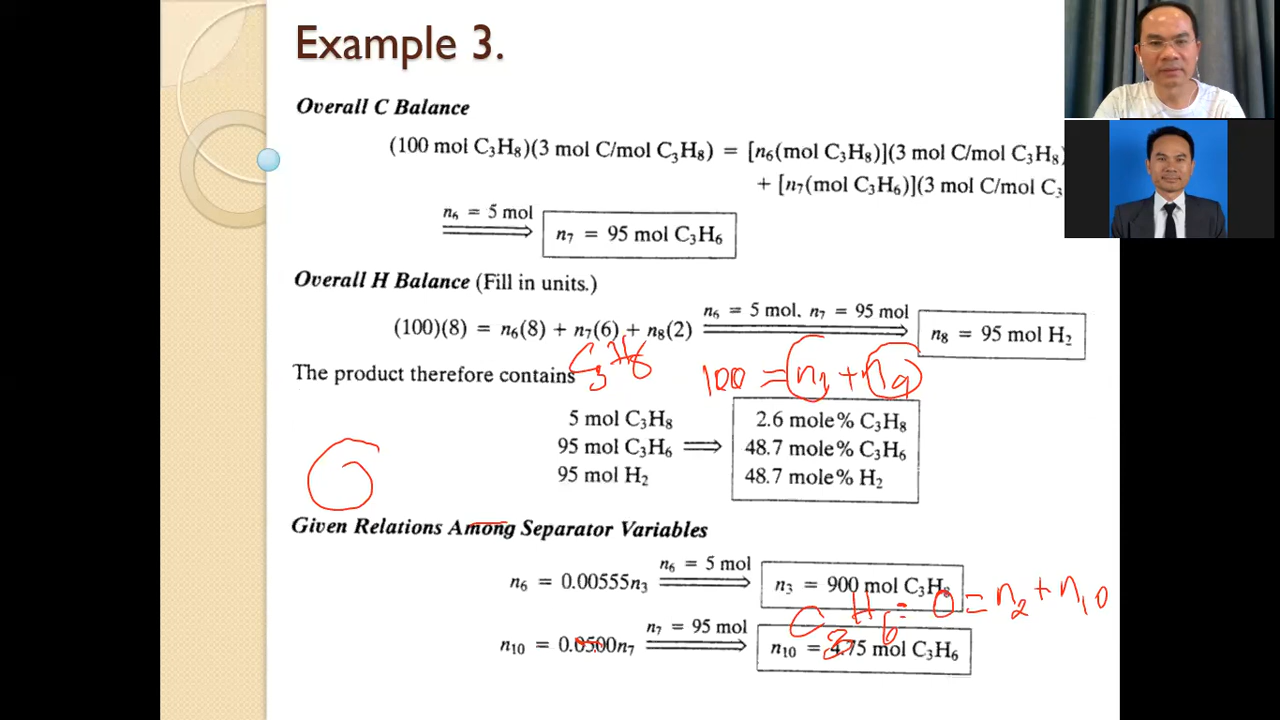 Example 3.
Overall C Balance
(100 mol C₃H₈)(3 mol C/mol C₃H₈) = [n₆(mol C₃H₈)](3 mol C/mol C₃H₈)
+ [n₇(mol C₃H₆)](3 mol C/mol C₃
n₆ = 5 mol
⟹ n₇ = 95 mol C₃H₆
Overall H Balance (Fill in units.)
(100)(8) = n₆(8) + n₇(6) + n₈(2) n₆ = 5 mol, n₇ = 95 mol ⟹ n₈ = 95 mol H₂
C₃H₈
The product therefore contains 100 = n₁ + n₉
5 mol C₃H₈ 2.6 mole% C₃H₈
95 mol C₃H₆ ⟹ 48.7 mole% C₃H₆
95 mol H₂ 48.7 mole% H₂
Given Relations Among Separator Variables
n₆ = 0.00555n₃ n₆ = 5 mol ⟹ n₃ = 900 mol C₃H₈
C₃H₆: 0 = n₂ + n₁₀
n₁₀ = 0.0500n₇ n₇ = 95 mol ⟹ n₁₀ = 4.75 mol C₃H₆